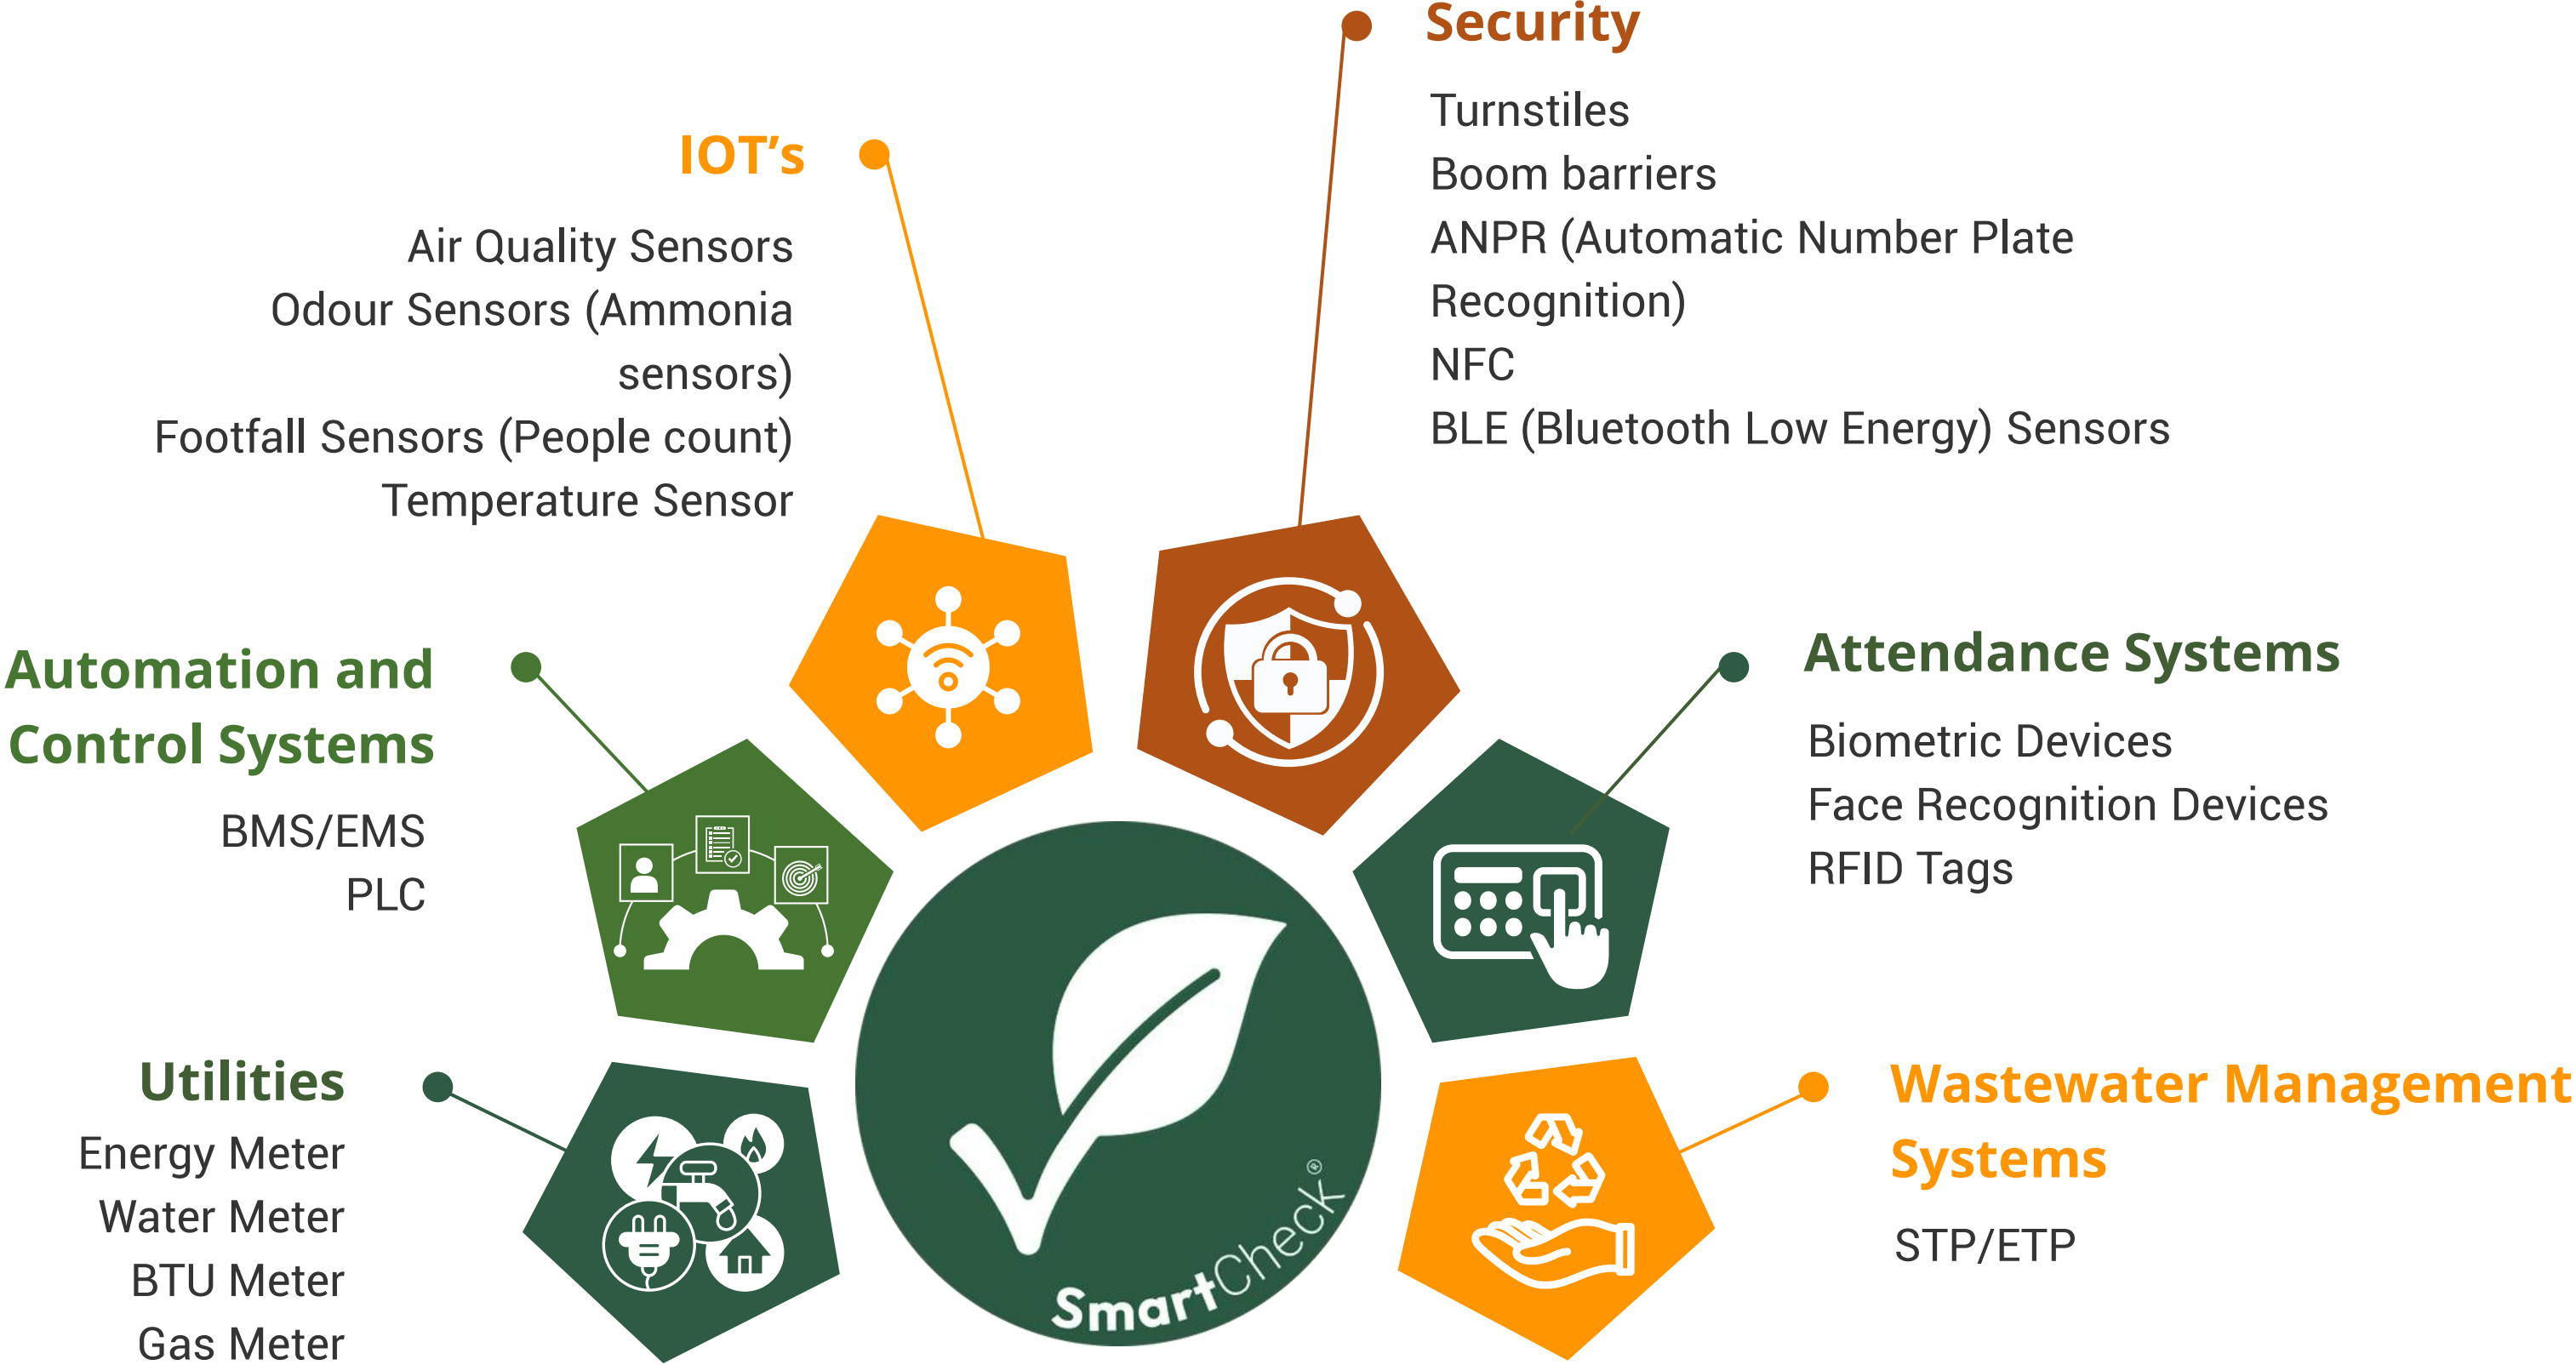 Security
Turnstiles
Boom barriers
ANPR (Automatic Number Plate
Recognition)
NFC
BLE (Bluetooth Low Energy) Sensors
IOT’s
Air Quality Sensors
Odour Sensors (Ammonia
sensors)
Footfall Sensors (People count)
Temperature Sensor
Automation and
Control Systems
BMS/EMS
PLC
Attendance Systems
Biometric Devices
Face Recognition Devices
RFID Tags
Utilities
Energy Meter
Water Meter
BTU Meter
Gas Meter
Wastewater Management
Systems
STP/ETP
SmartCheck®